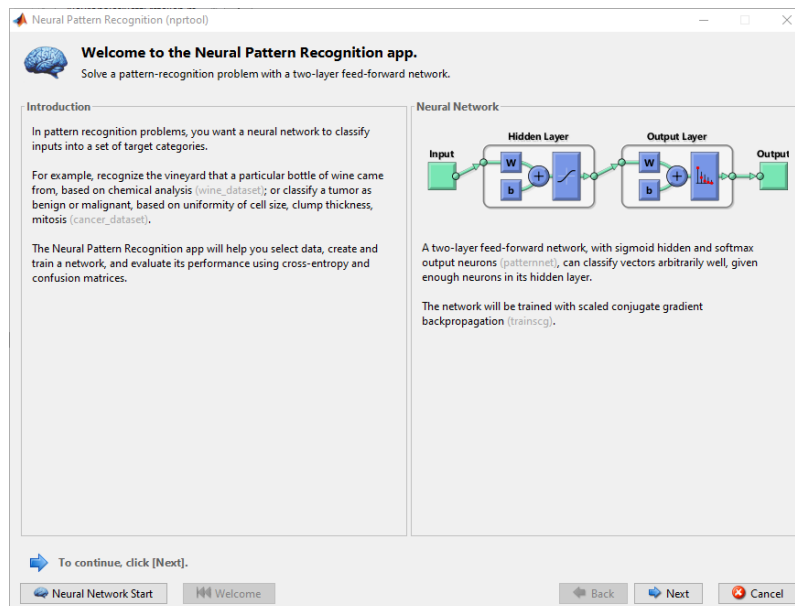 Neural Pattern Recognition (nprtool)
Welcome to the Neural Pattern Recognition app.
Solve a pattern-recognition problem with a two-layer feed-forward network.
Introduction
In pattern recognition problems, you want a neural network to classify
inputs into a set of target categories.
For example, recognize the vineyard that a particular bottle of wine came
from, based on chemical analysis (wine_dataset); or classify a tumor as
benign or malignant, based on uniformity of cell size, clump thickness,
mitosis (cancer_dataset).
The Neural Pattern Recognition app will help you select data, create and
train a network, and evaluate its performance using cross-entropy and
confusion matrices.
Neural Network
Hidden Layer Output Layer
Input Output
W W
b b
A two-layer feed-forward network, with sigmoid hidden and softmax
output neurons (patternnet), can classify vectors arbitrarily well, given
enough neurons in its hidden layer.
The network will be trained with scaled conjugate gradient
backpropagation (trainscg).
To continue, click [Next].
Neural Network Start Welcome Back Next Cancel